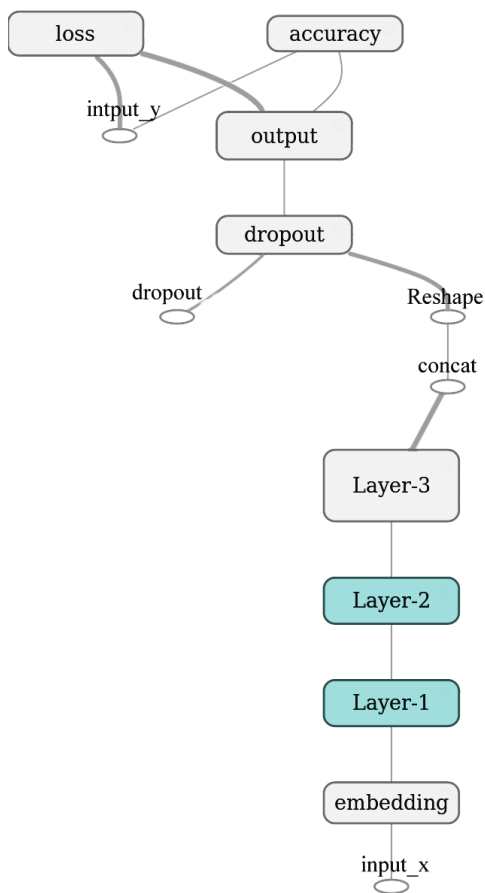 loss
accuracy
intput_y
output
dropout
dropout
Reshape
concat
Layer-3
Layer-2
Layer-1
embedding
input_x